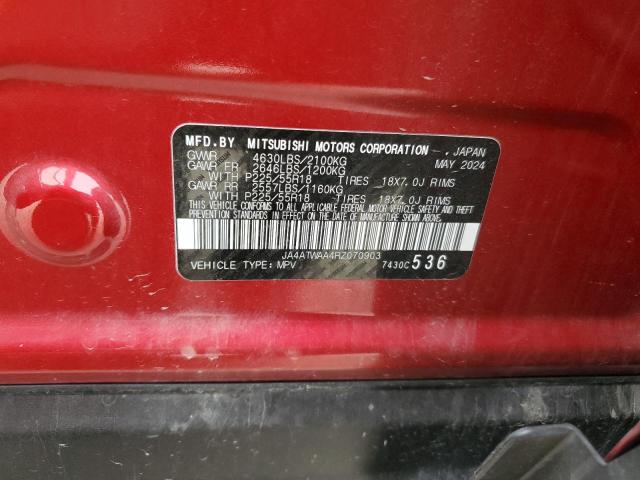 MFD.BY MITSUBISHI MOTORS CORPORATION - , JAPAN
GVWR 4630LBS/2100KG MAY 2024
GAWR FR 2646LBS/1200KG
WITH P225/55R18 TIRES 18X7.0J RIMS
GAWR RR 2557LBS/1160KG
WITH P225/55R18 TIRES 18X7.0J RIMS
THIS VEHICLE CONFORMS TO ALL APPLICABLE FEDERAL MOTOR VEHICLE SAFETY AND THEFT
PREVENTION STANDARDS IN EFFECT ON THE DATE OF MANUFACTURE SHOWN ABOVE.
JA4ATWAA4RZ070903
VEHICLE TYPE: MPV 7430C 536